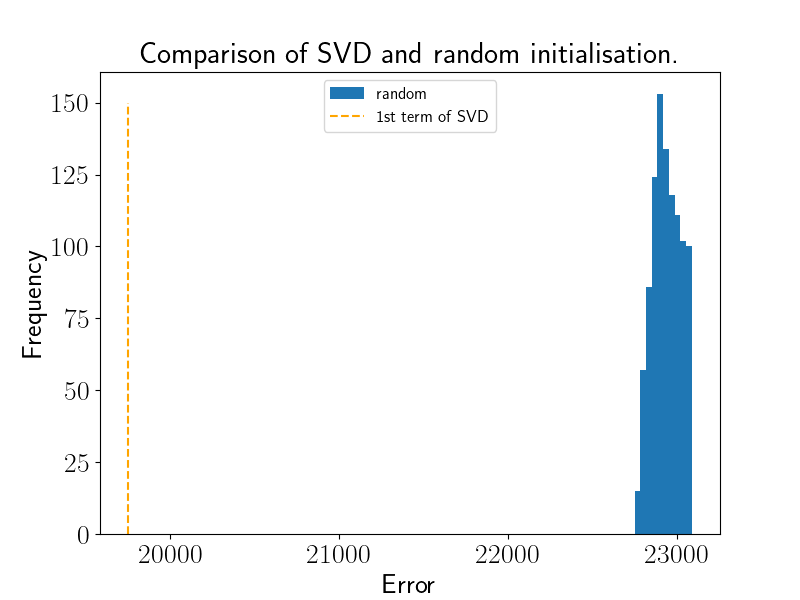 Comparison of SVD and random initialisation.
random
1st term of SVD
150
125
100
75
50
25
0
Frequency
20000 21000 22000 23000
Error